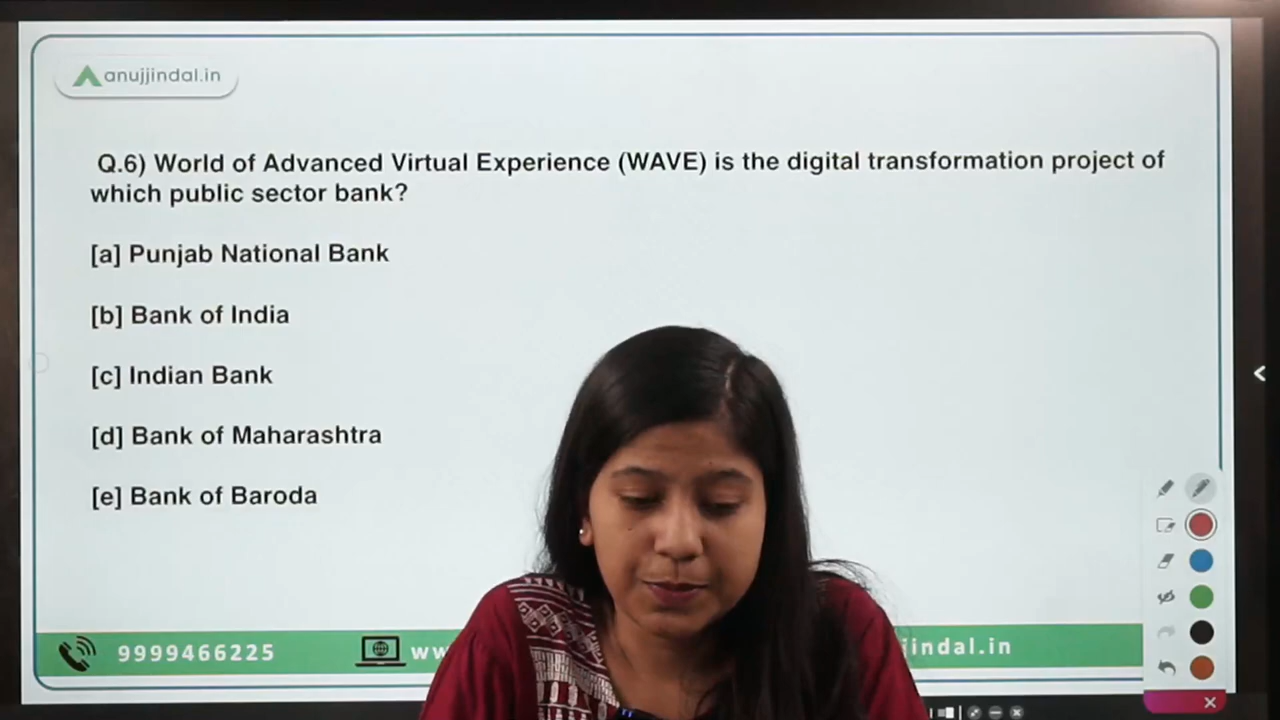 anujjindal.in
Q.6) World of Advanced Virtual Experience (WAVE) is the digital transformation project of
which public sector bank?
[a] Punjab National Bank
[b] Bank of India
[c] Indian Bank
[d] Bank of Maharashtra
[e] Bank of Baroda
9999466225
jindal.in